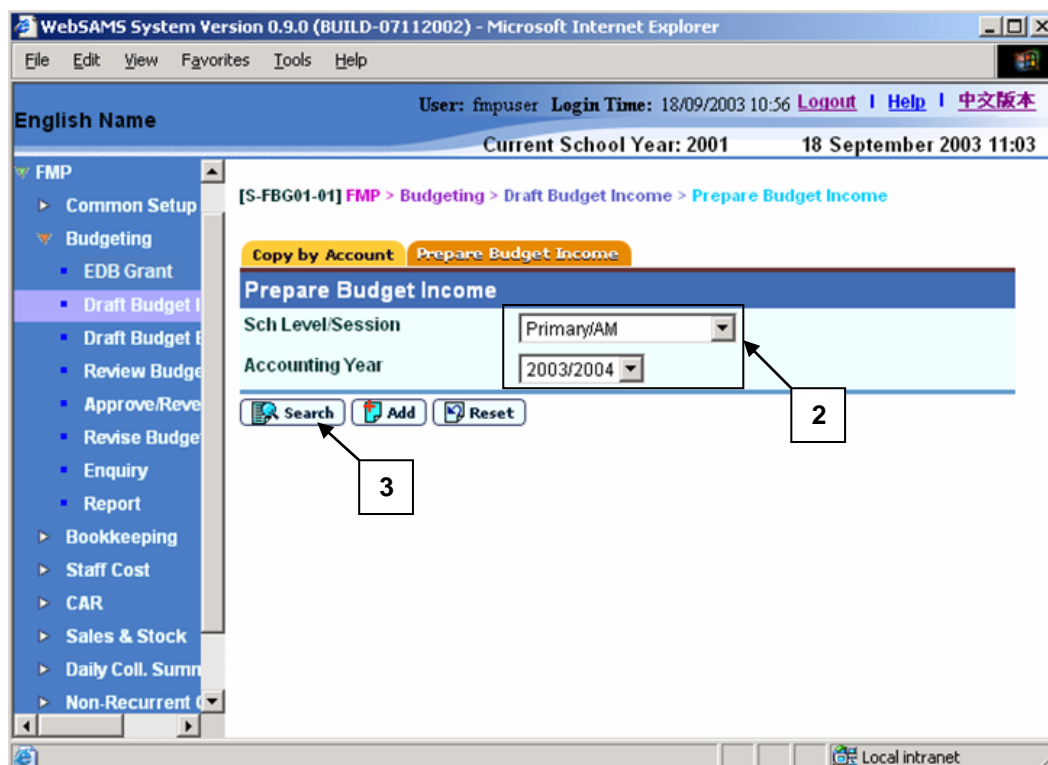 WebSAMS System Version 0.9.0 (BUILD-07112002) - Microsoft Internet Explorer
File Edit View Favorites Tools Help
User: fmpuser Login Time: 18/09/2003 10:56 Logout | Help | 中文版本
English Name
Current School Year: 2001 18 September 2003 11:03
FMP
Common Setup
Budgeting
EDB Grant
Draft Budget I
Draft Budget E
Review Budge
Approve/Reve
Revise Budge
Enquiry
Report
Bookkeeping
Staff Cost
CAR
Sales & Stock
Daily Coll. Summ
Non-Recurrent
[S-FBG01-01] FMP > Budgeting > Draft Budget Income > Prepare Budget Income
Copy by Account Prepare Budget Income
Prepare Budget Income
Sch Level/Session Primary/AM
Accounting Year 2003/2004
Search Add Reset
2
3
Local intranet